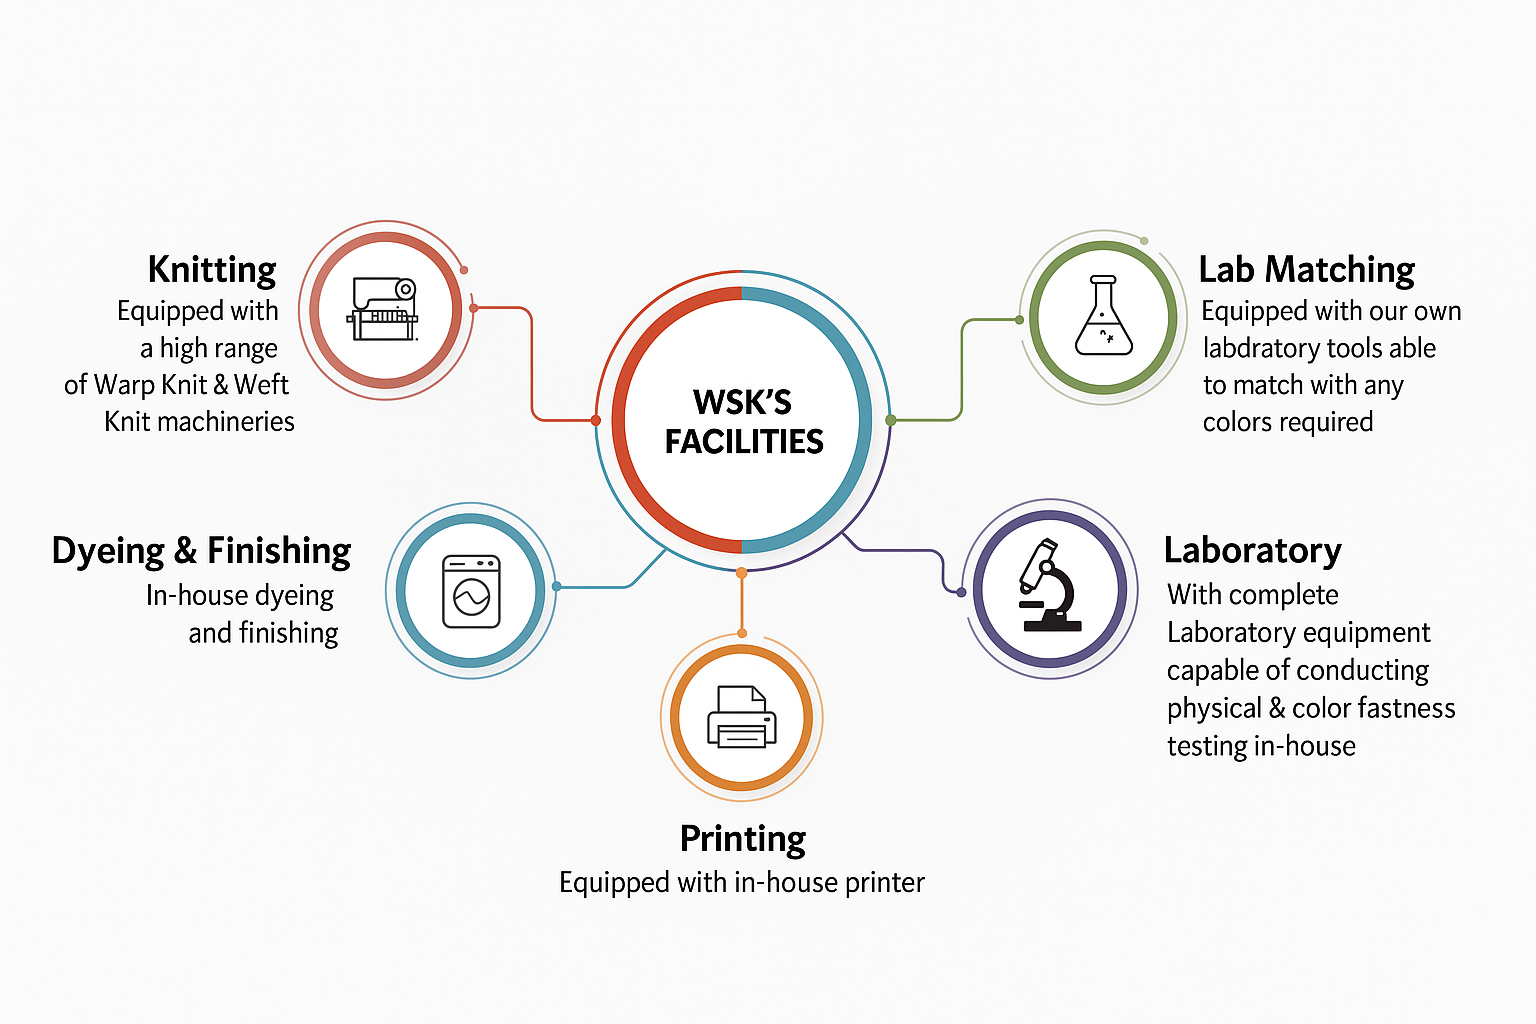 WSK'S
FACILITIES
Knitting
Equipped with
a high range
of Warp Knit & Weft
Knit machineries
Dyeing & Finishing
In-house dyeing
and finishing
Printing
Equipped with in-house printer
Lab Matching
Equipped with our own
labdratory tools able
to match with any
colors required
Laboratory
With complete
Laboratory equipment
capable of conducting
physical & color fastness
testing in-house